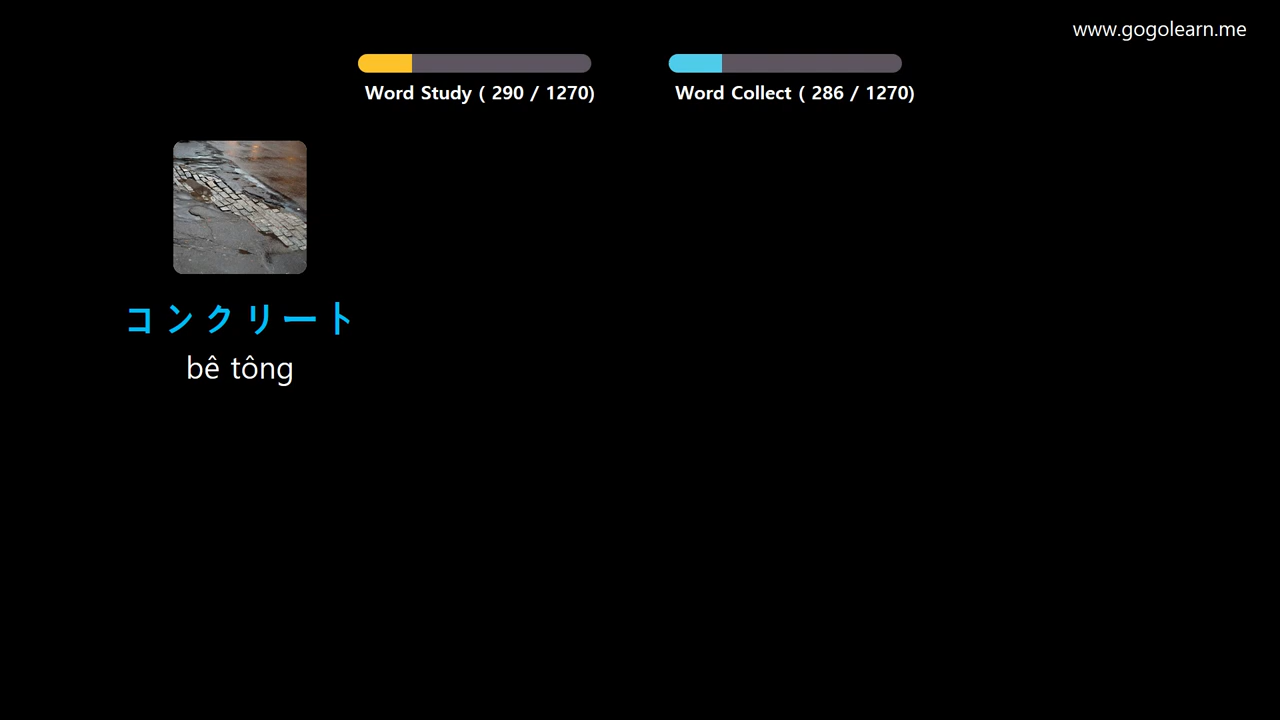 www.gogolearn.me
Word Study ( 290 / 1270)
Word Collect ( 286 / 1270)
コンクリート
bê tông